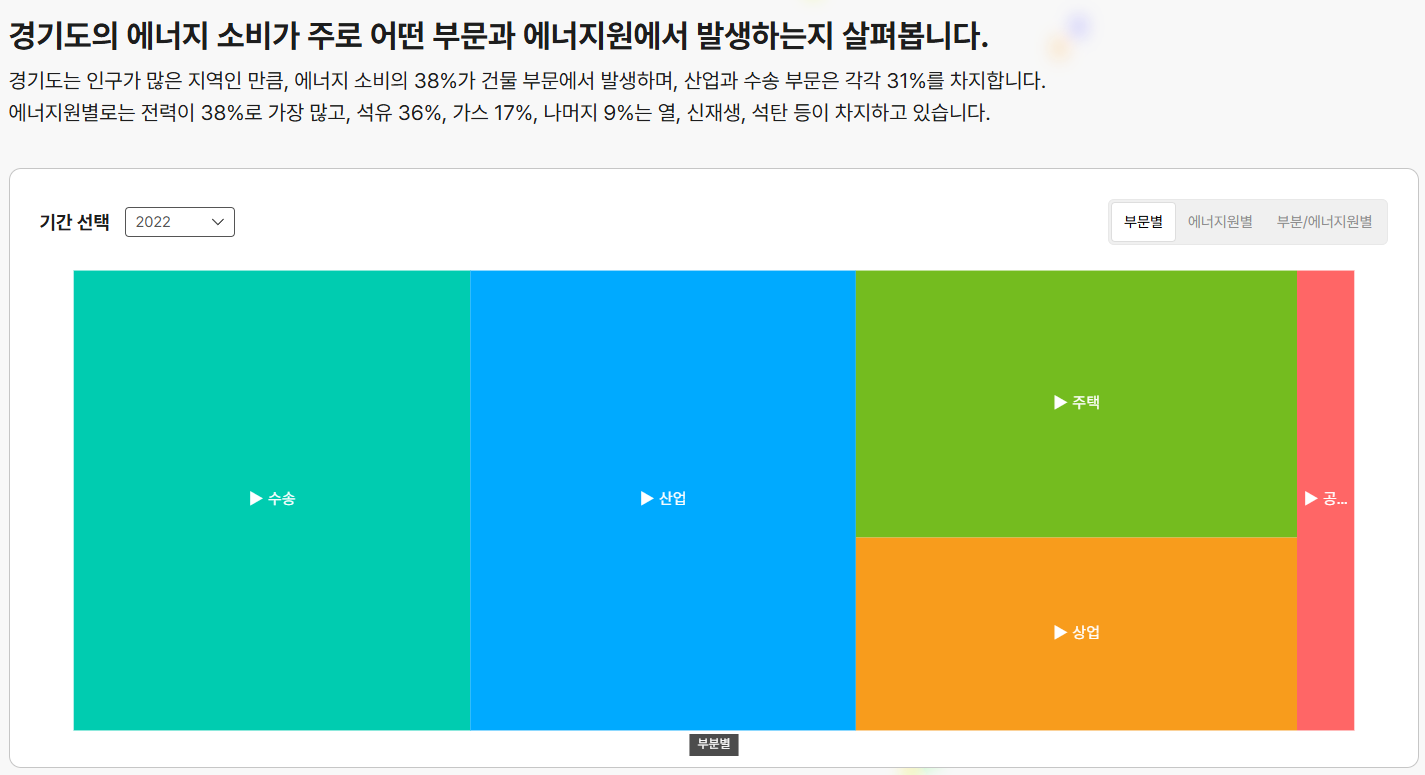 경기도의 에너지 소비가 주로 어떤 부문과 에너지원에서 발생하는지 살펴봅니다.
경기도는 인구가 많은 지역인 만큼, 에너지 소비의 38%가 건물 부문에서 발생하며, 산업과 수송 부문은 각각 31%를 차지합니다.
에너지원별로는 전력이 38%로 가장 많고, 석유 36%, 가스 17%, 나머지 9%는 열, 신재생, 석탄 등이 차지하고 있습니다.
기간 선택 2022 부문별 에너지원별 부분/에너지원별
▶ 주택
▶ 수송 ▶ 산업 ▶ 공...
▶ 상업
부분별